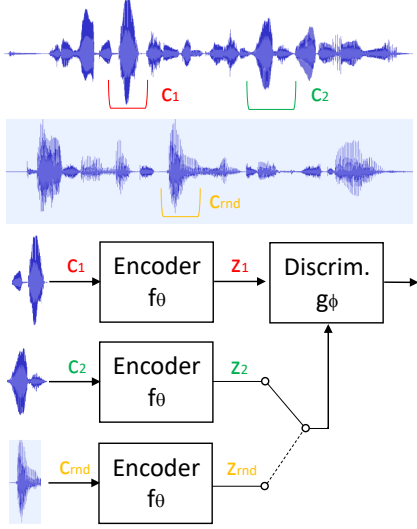 C1 C2
Crnd
C1 Encoder fθ Z1 Discrim. gϕ
C2 Encoder fθ Z2
Crnd Encoder fθ Zrnd